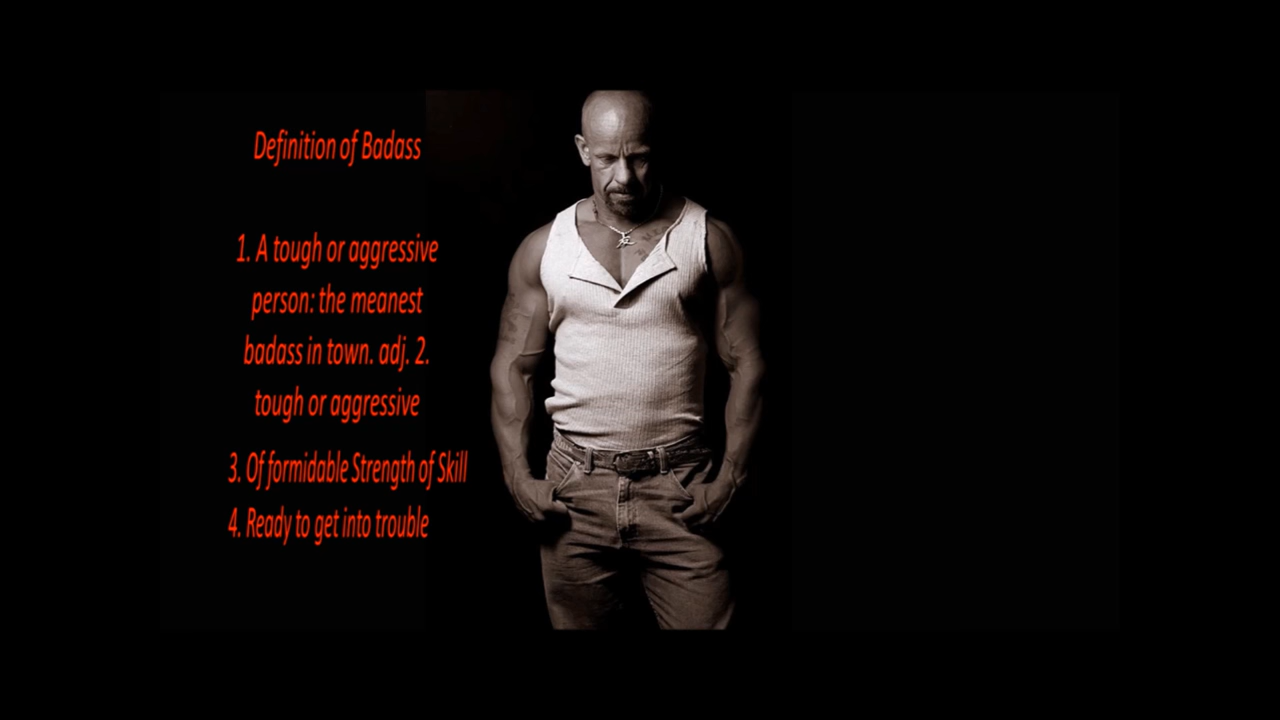 Definition of Badass
1. A tough or aggressive
person: the meanest
badass in town. adj. 2.
tough or aggressive
3. Of formidable Strength of Skill
4. Ready to get into trouble